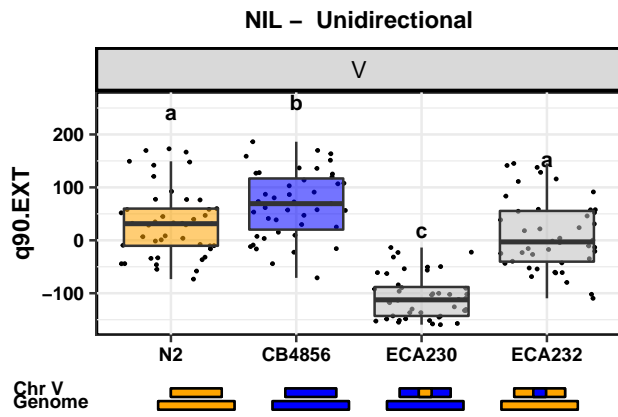 NIL – Unidirectional
V
a
b
c
a
q90.EXT
200
100
0
−100
N2 CB4856 ECA230 ECA232
Chr V
Genome